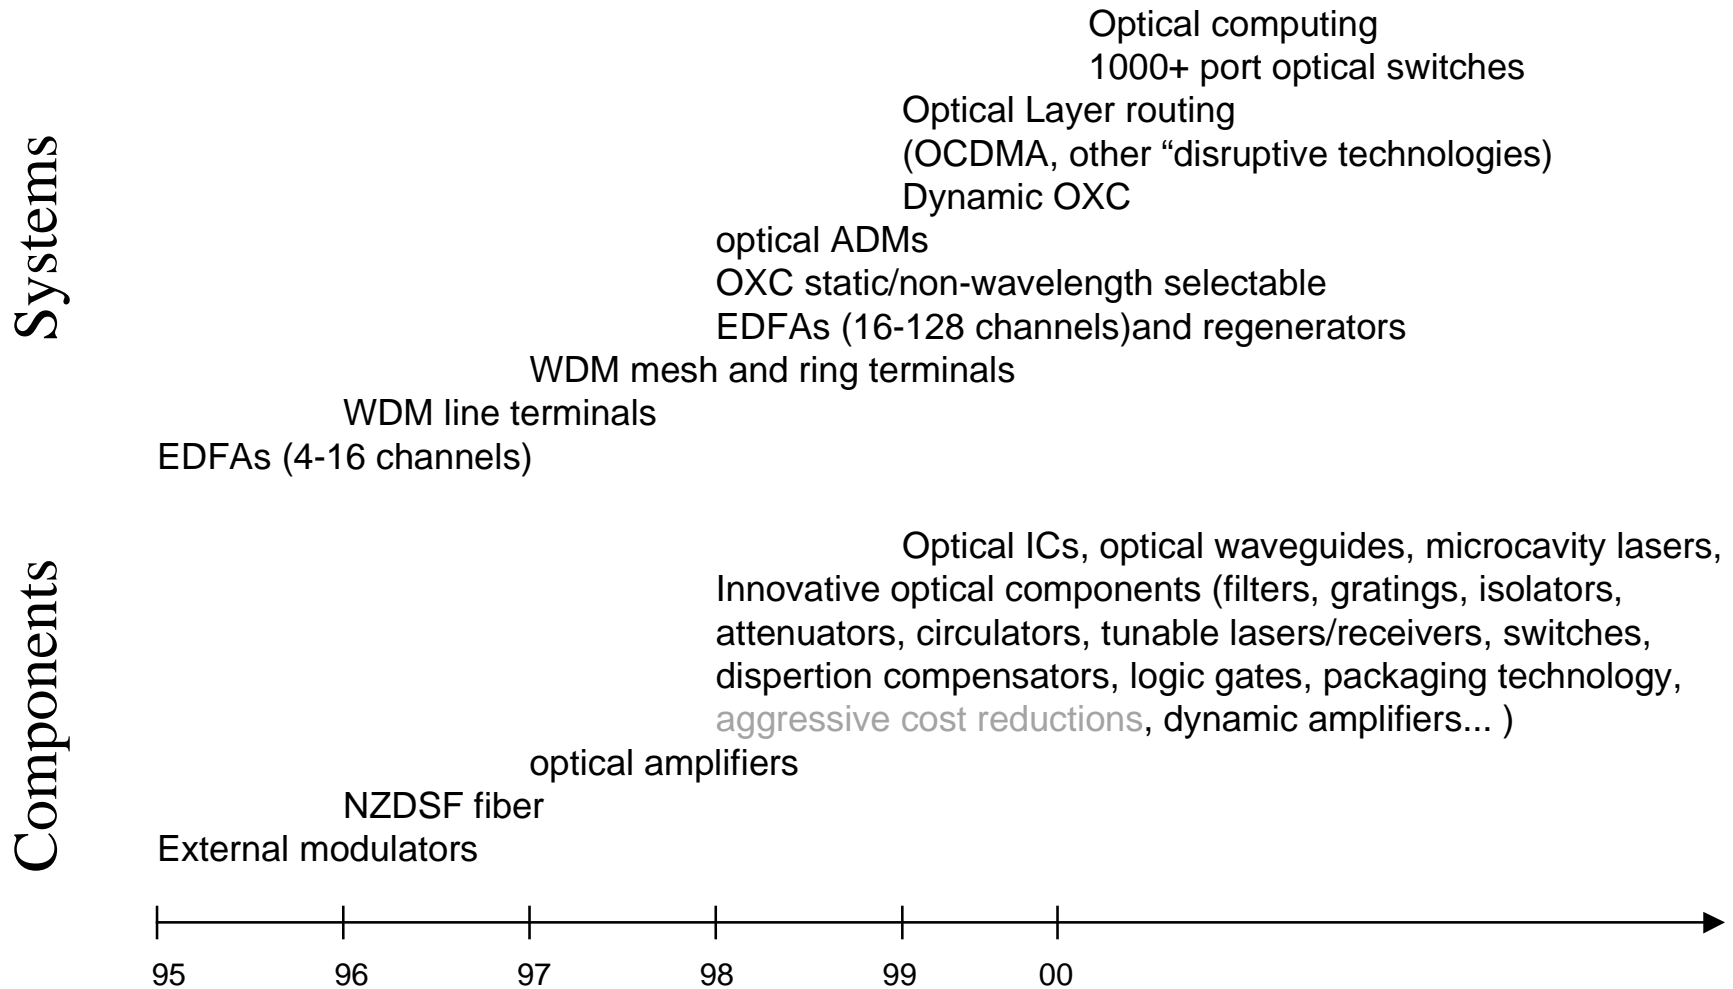 Systems
Optical computing
1000+ port optical switches
Optical Layer routing
(OCDMA, other “disruptive technologies)
Dynamic OXC
optical ADMs
OXC static/non-wavelength selectable
EDFAs (16-128 channels)and regenerators
WDM mesh and ring terminals
WDM line terminals
EDFAs (4-16 channels)
Components
Optical ICs, optical waveguides, microcavity lasers,
Innovative optical components (filters, gratings, isolators,
attenuators, circulators, tunable lasers/receivers, switches,
dispertion compensators, logic gates, packaging technology,
aggressive cost reductions, dynamic amplifiers... )
optical amplifiers
NZDSF fiber
External modulators
95 96 97 98 99 00